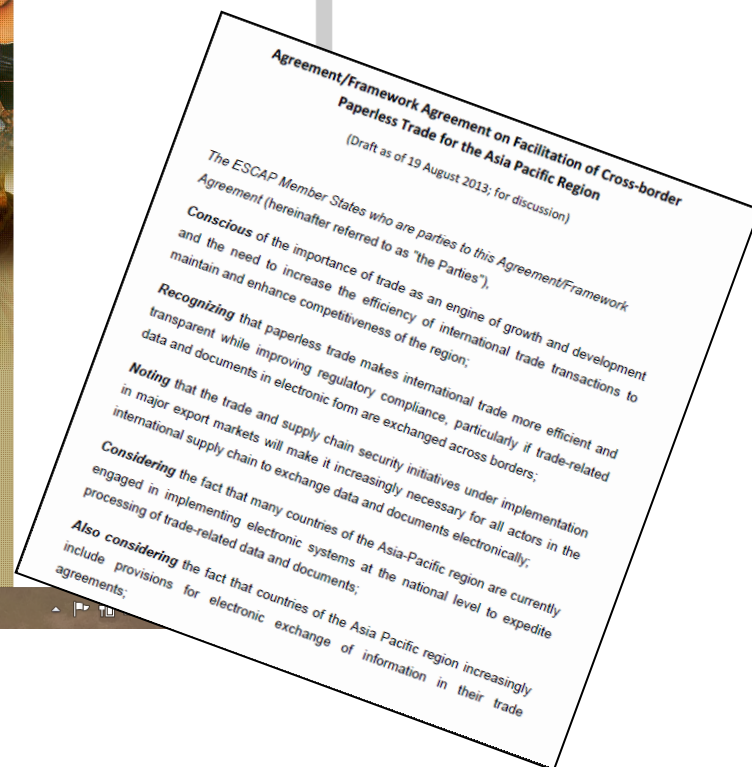 Agreement/Framework Agreement on Facilitation of Cross-border
Paperless Trade for the Asia Pacific Region
(Draft as of 19 August 2013; for discussion)
The ESCAP Member States who are parties to this Agreement/Framework
Agreement (hereinafter referred to as "the Parties"),
Conscious of the importance of trade as an engine of growth and development
and the need to increase the efficiency of international trade transactions to
maintain and enhance competitiveness of the region;
Recognizing that paperless trade makes international trade more efficient and
transparent while improving regulatory compliance, particularly if trade-related
data and documents in electronic form are exchanged across borders;
Noting that the trade and supply chain security initiatives under implementation
in major export markets will make it increasingly necessary for all actors in the
international supply chain to exchange data and documents electronically;
Considering the fact that many countries of the Asia-Pacific region are currently
engaged in implementing electronic systems at the national level to expedite
processing of trade-related data and documents;
Also considering the fact that countries of the Asia Pacific region increasingly
include provisions for electronic exchange of information in their trade
agreements;